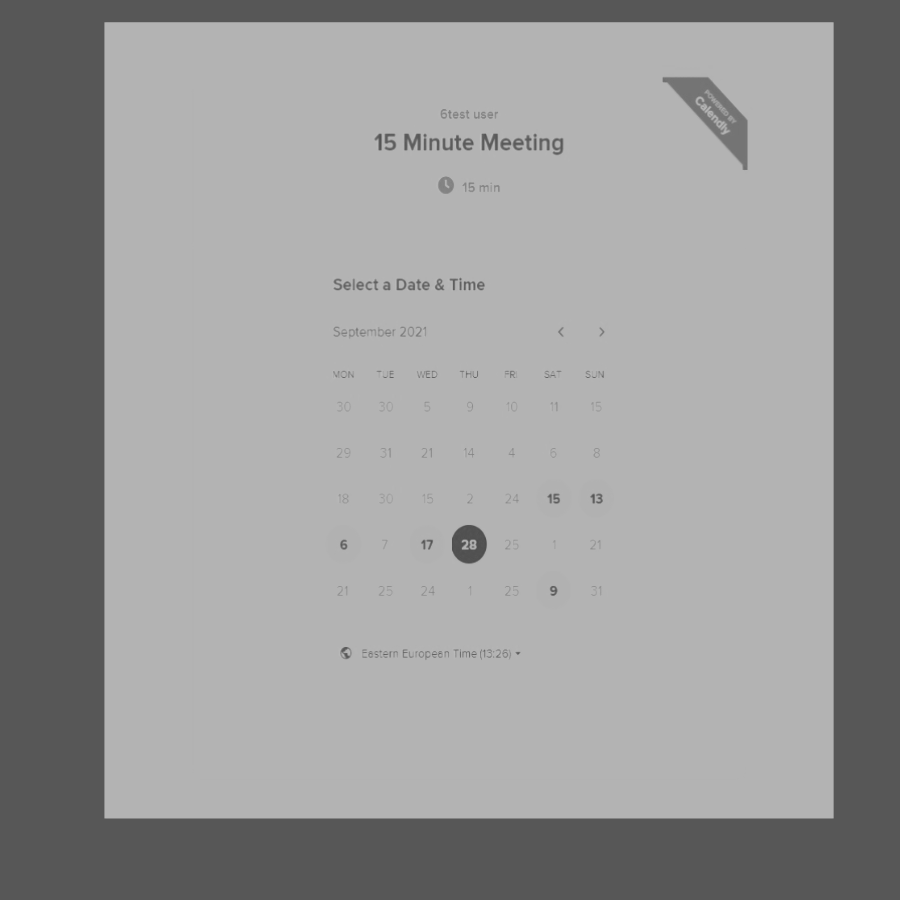 POWERED BY
Calendly
6test user
15 Minute Meeting
15 min
Select a Date & Time
September 2021
MON TUE WED THU FRI SAT SUN
30 30 5 9 10 11 15
29 31 21 14 4 6 8
18 30 15 2 24 15 13
6 7 17 28 25 1 21
21 25 24 1 25 9 31
Eastern European Time (13:26)